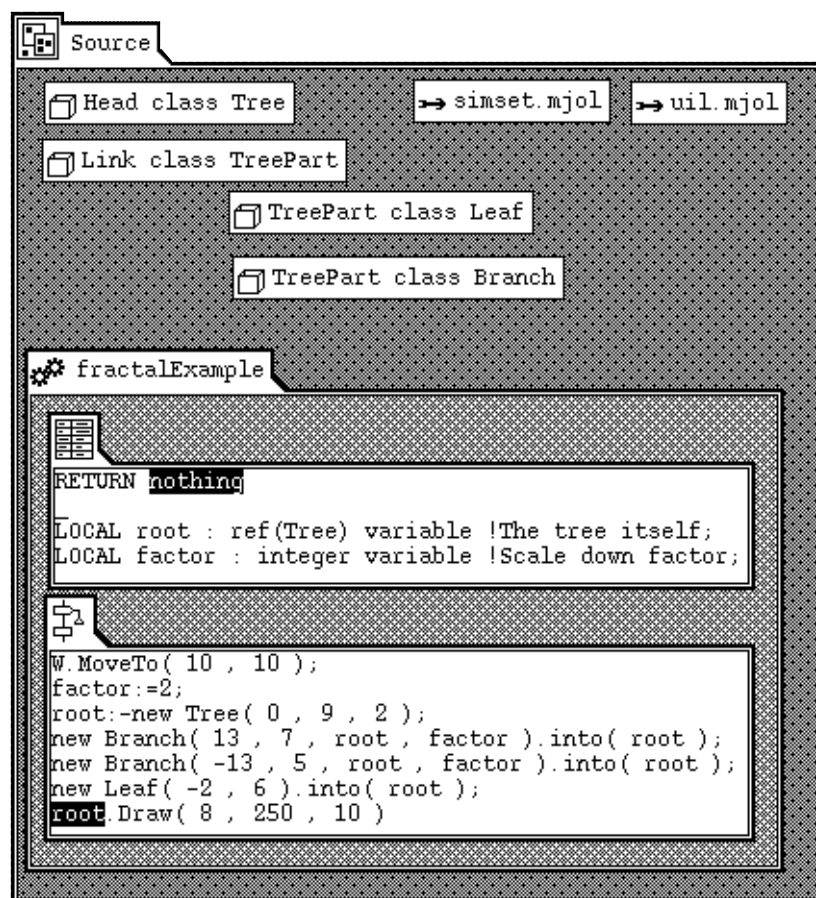 Source
Head class Tree
simset.mjol
uil.mjol
Link class TreePart
TreePart class Leaf
TreePart class Branch
fractalExample
RETURN nothing
LOCAL root : ref(Tree) variable !The tree itself;
LOCAL factor : integer variable !Scale down factor;
W.MoveTo( 10 , 10 );
factor:=2;
root:-new Tree( 0 , 9 , 2 );
new Branch( 13 , 7 , root , factor ).into( root );
new Branch( -13 , 5 , root , factor ).into( root );
new Leaf( -2 , 6 ).into( root );
root.Draw( 8 , 250 , 10 )